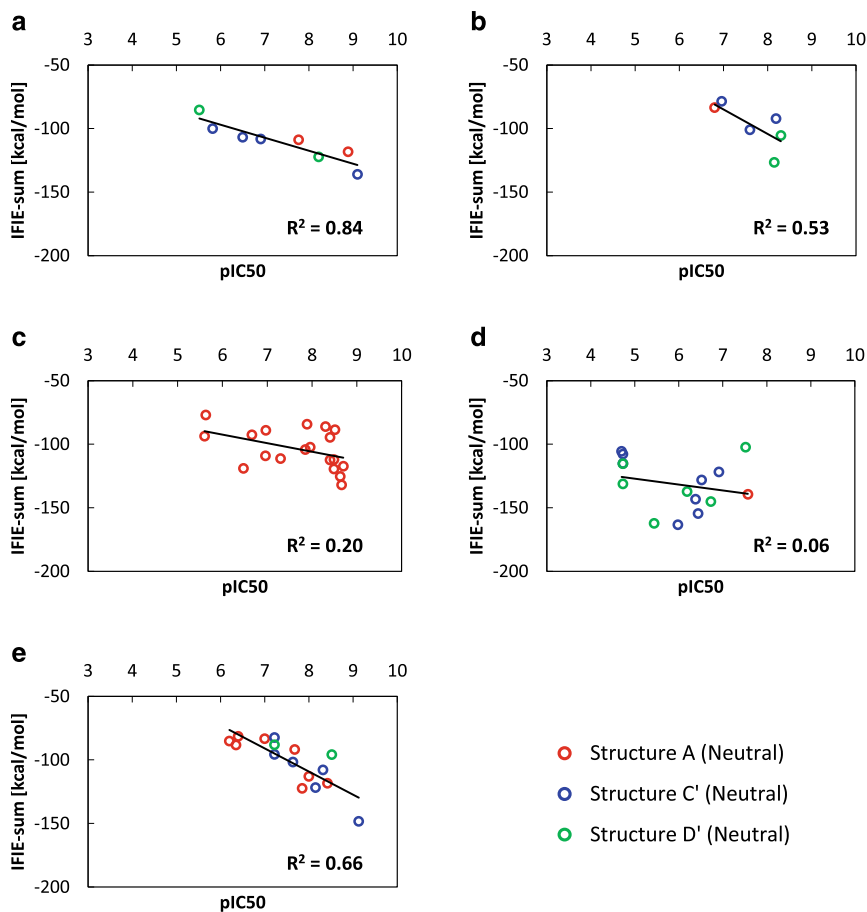 a
3 4 5 6 7 8 9 10
-50
-100
-150
-200
IFIE-sum [kcal/mol]
R² = 0.84
pIC50
b
3 4 5 6 7 8 9 10
-50
-100
-150
-200
IFIE-sum [kcal/mol]
R² = 0.53
pIC50
c
3 4 5 6 7 8 9 10
-50
-100
-150
-200
IFIE-sum [kcal/mol]
R² = 0.20
pIC50
d
3 4 5 6 7 8 9 10
-50
-100
-150
-200
IFIE-sum [kcal/mol]
R² = 0.06
pIC50
e
3 4 5 6 7 8 9 10
-50
-100
-150
-200
IFIE-sum [kcal/mol]
R² = 0.66
pIC50
Structure A (Neutral)
Structure C' (Neutral)
Structure D' (Neutral)